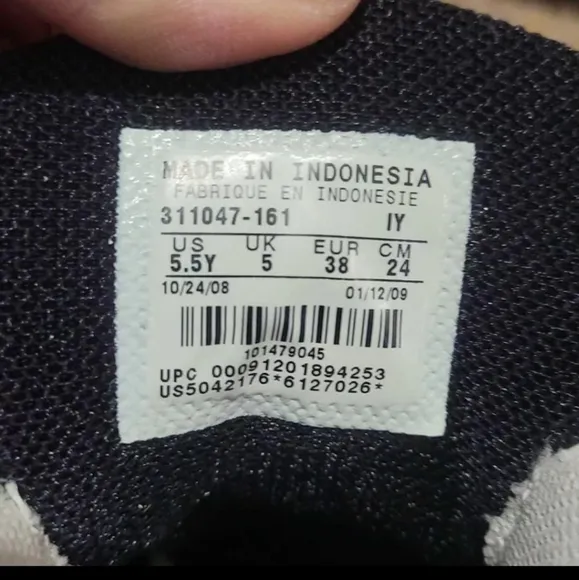 MADE IN INDONESIA
FABRIQUE EN INDONESIE
311047-161 IY
US UK EUR CM
5.5Y 5 38 24
10/24/08 01/12/09
101479045
UPC 00091201894253
US5042176*6127026*